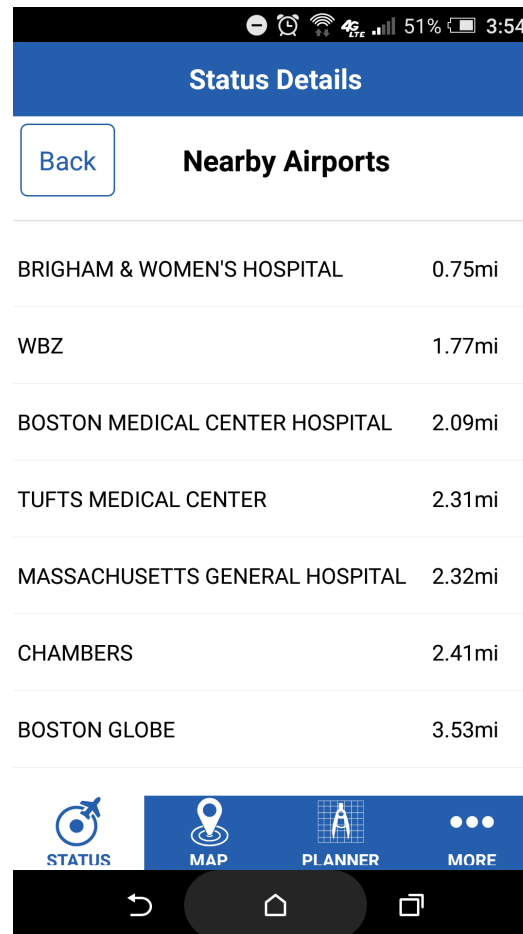 4G LTE 51% 3:54
Status Details
Back Nearby Airports
BRIGHAM & WOMEN'S HOSPITAL 0.75mi
WBZ 1.77mi
BOSTON MEDICAL CENTER HOSPITAL 2.09mi
TUFTS MEDICAL CENTER 2.31mi
MASSACHUSETTS GENERAL HOSPITAL 2.32mi
CHAMBERS 2.41mi
BOSTON GLOBE 3.53mi
STATUS MAP PLANNER MORE